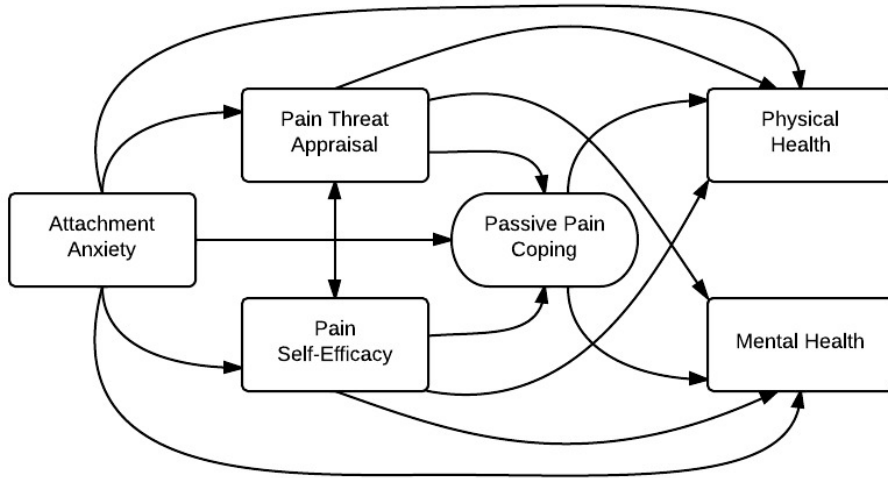 Pain Threat
Appraisal
Physical
Health
Attachment
Anxiety
Passive Pain
Coping
Pain
Self-Efficacy
Mental Health